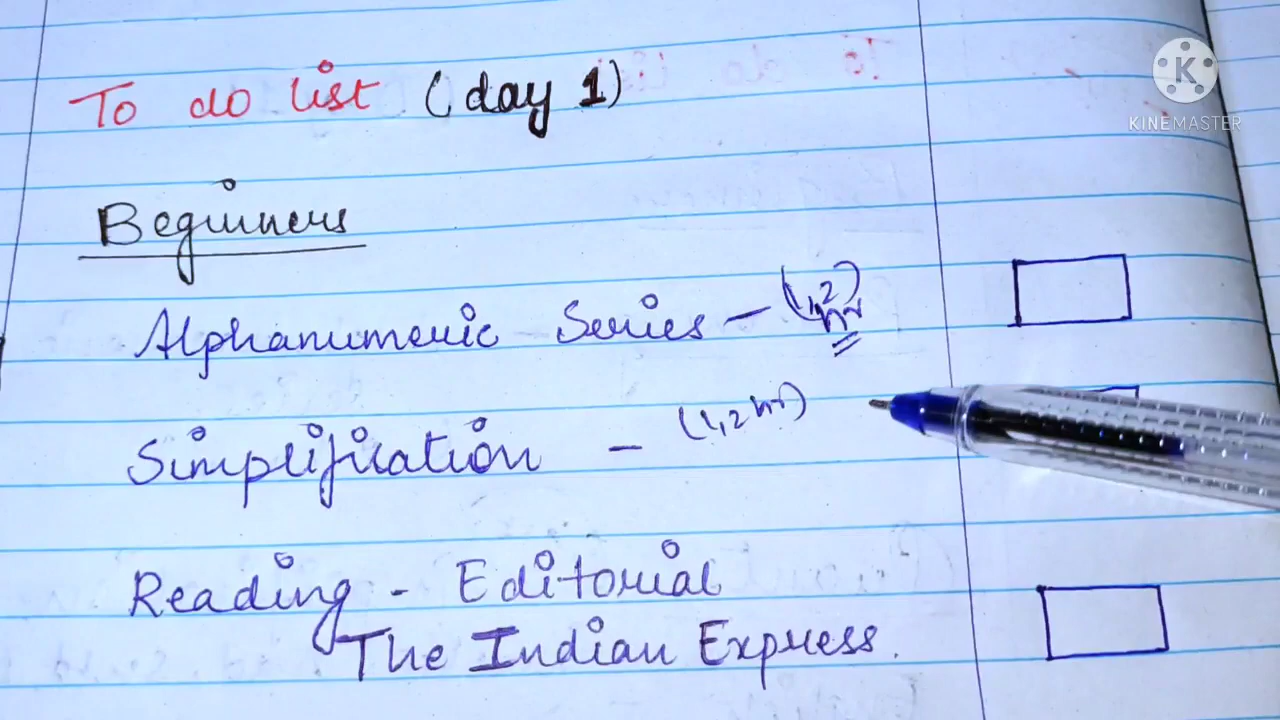 To do list (day 1)
Beginners
Alphanumeric Series - (1,2 hr)
Simplification - (1,2 hr)
Reading - Editorial
The Indian Express.
KINEMASTER